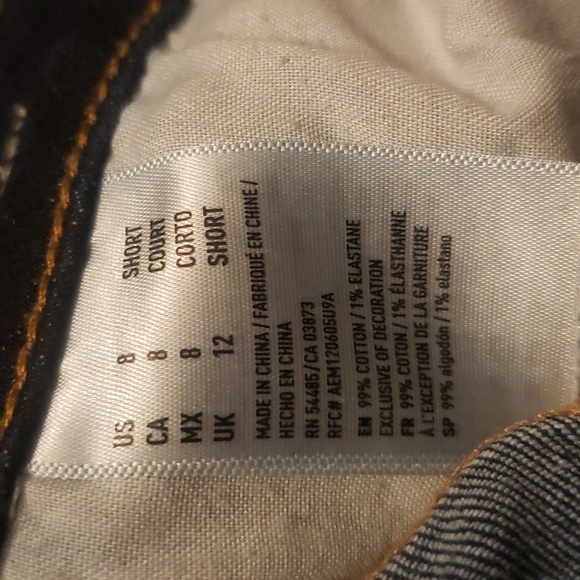 US 8 SHORT
CA 8 COURT
MX 8 CORTO
UK 12 SHORT
MADE IN CHINA / FABRIQUÉ EN CHINE /
HECHO EN CHINA
RN 54485/CA 03873
RFC# AEM120605U9A
EN 99% COTTON / 1% ELASTANE
EXCLUSIVE OF DECORATION
FR 99% COTON / 1% ÉLASTHANNE
À L'EXCEPTION DE LA GARNITURE
SP 99% algodón / 1% elastano